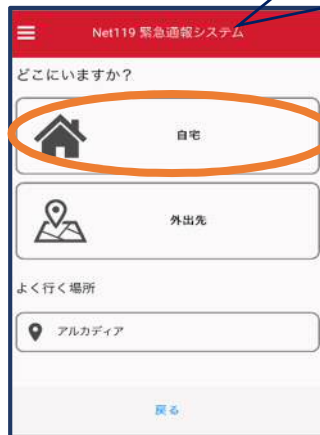 Net119 緊急通報システム
どこにいますか？
自宅
外出先
よく行く場所
アルカディア
戻る